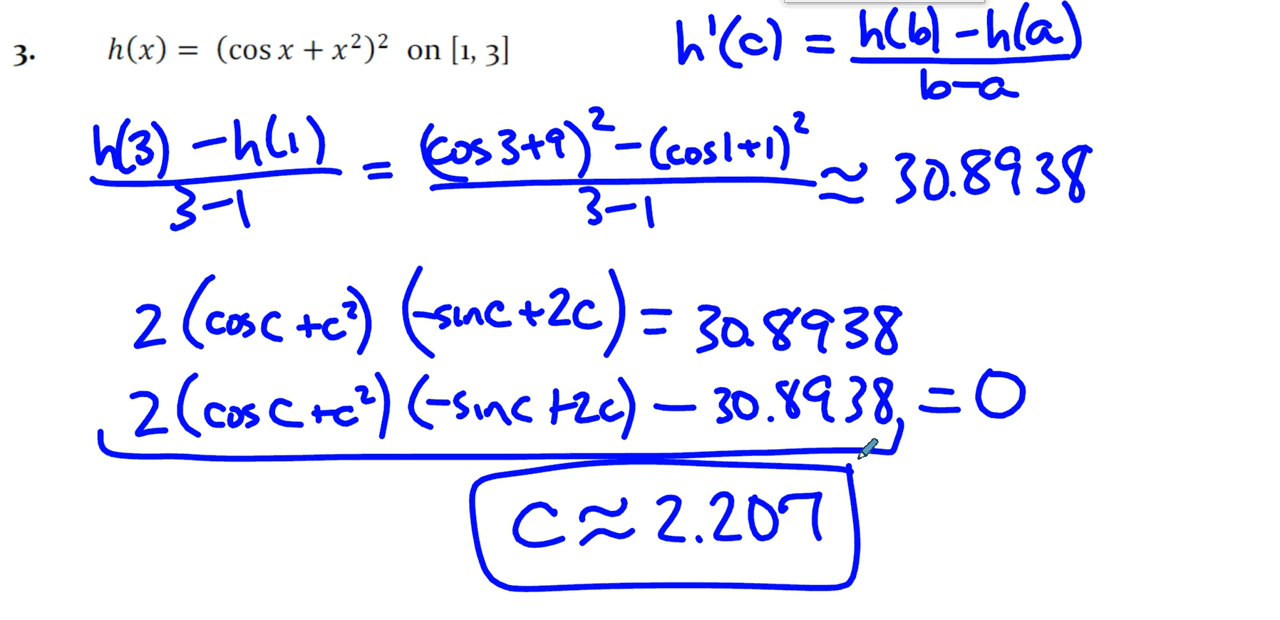 3. h(x) = (cos x + x²)² on [1, 3] h'(c) = h(b) - h(a) / b - a
h(3) - h(1) / 3 - 1 = (cos 3 + 9)² - (cos 1 + 1)² / 3 - 1 ≈ 30.8938
2 (cos c + c²) (-sin c + 2c) = 30.8938
2 (cos c + c²) (-sin c + 2c) - 30.8938 = 0
c ≈ 2.207